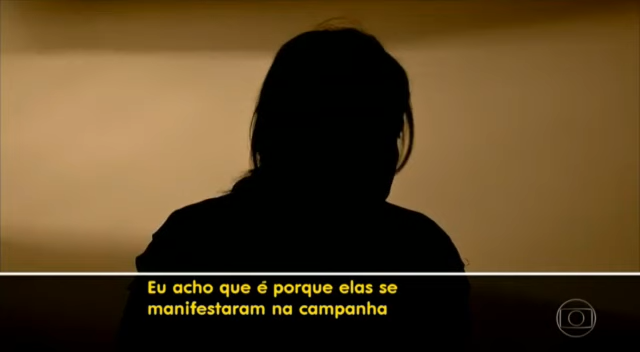 Eu acho que é porque elas se
manifestaram na campanha